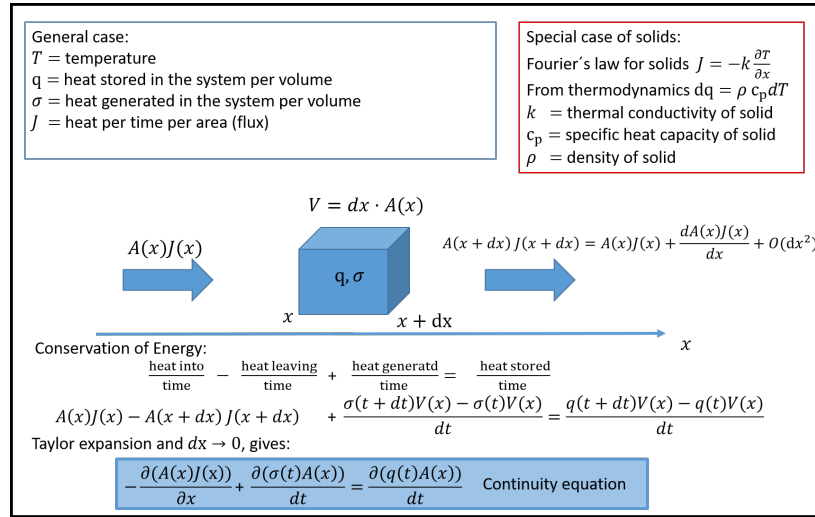 General case:
T = temperature
q = heat stored in the system per volume
σ = heat generated in the system per volume
J = heat per time per area (flux)
Special case of solids:
Fourier´s law for solids J = −k ∂T/∂x
From thermodynamics dq = ρ c_p dT
k = thermal conductivity of solid
c_p = specific heat capacity of solid
ρ = density of solid
V = dx · A(x)
A(x)J(x)
A(x + dx) J(x + dx) = A(x)J(x) + dA(x)J(x)/dx + O(dx²)
q, σ
x
x + dx
x
Conservation of Energy:
heat into/time − heat leaving/time + heat generatd/time = heat stored/time
A(x)J(x) − A(x + dx) J(x + dx) + (σ(t + dt)V(x) − σ(t)V(x))/dt = (q(t + dt)V(x) − q(t)V(x))/dt
Taylor expansion and dx → 0, gives:
−∂(A(x)J(x))/∂x + ∂(σ(t)A(x))/dt = ∂(q(t)A(x))/dt Continuity equation